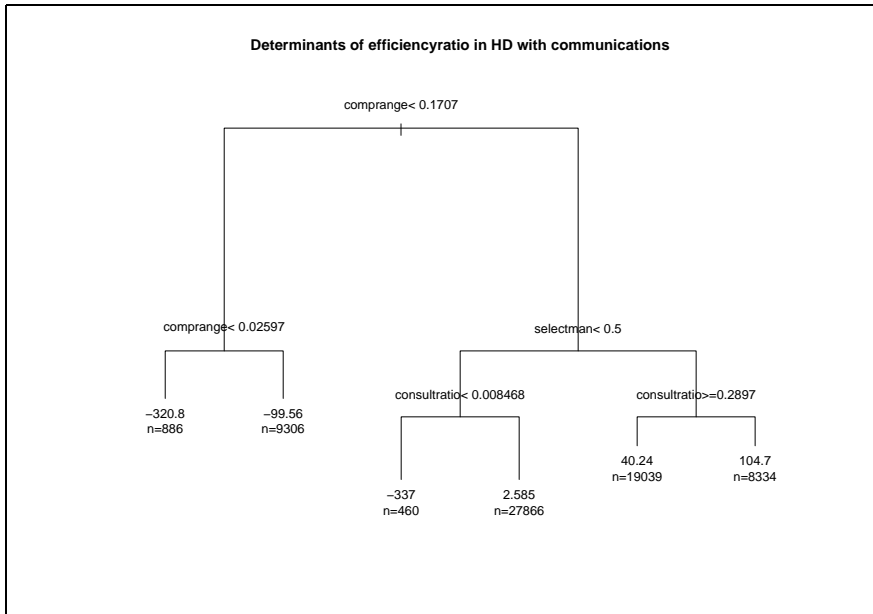 Determinants of efficiencyratio in HD with communications
comprange< 0.1707
comprange< 0.02597
selectman< 0.5
consultratio< 0.008468
consultratio>=0.2897
−320.8
n=886
−99.56
n=9306
−337
n=460
2.585
n=27866
40.24
n=19039
104.7
n=8334